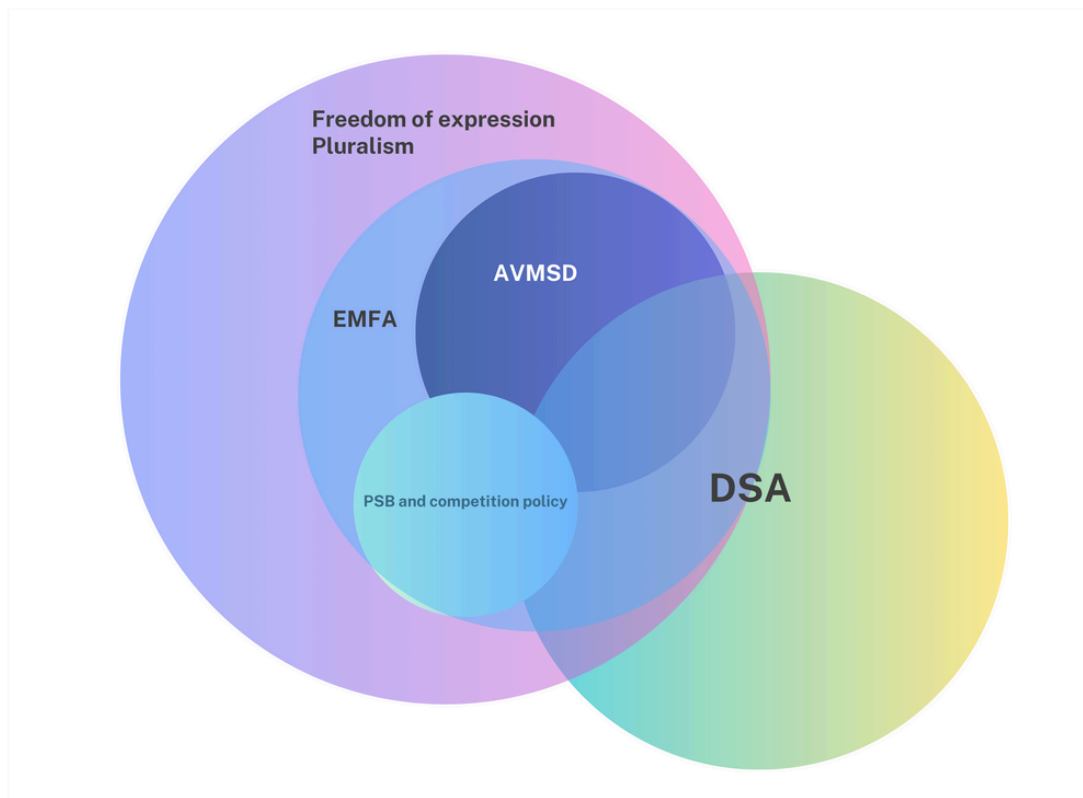 Freedom of expression
Pluralism
AVMSD
EMFA
DSA
PSB and competition policy